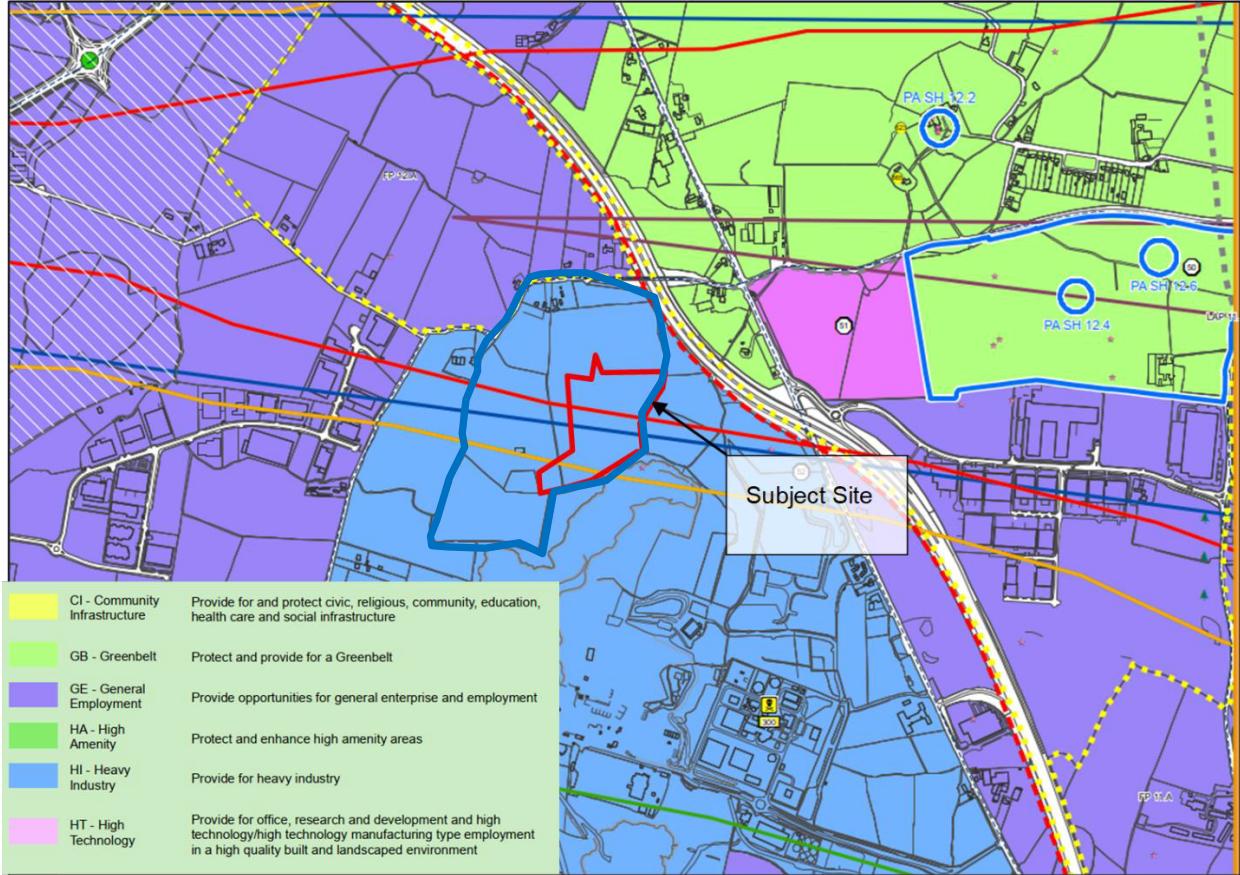 PA SH 12.2
FP 12.A
PA SH 12.6
50
PA SH 12.4
51
Subject Site
300
FP 11.A
CI - Community
Infrastructure
Provide for and protect civic, religious, community, education,
health care and social infrastructure
GB - Greenbelt
Protect and provide for a Greenbelt
GE - General
Employment
Provide opportunities for general enterprise and employment
HA - High
Amenity
Protect and enhance high amenity areas
HI - Heavy
Industry
Provide for heavy industry
HT - High
Technology
Provide for office, research and development and high
technology/high technology manufacturing type employment
in a high quality built and landscaped environment